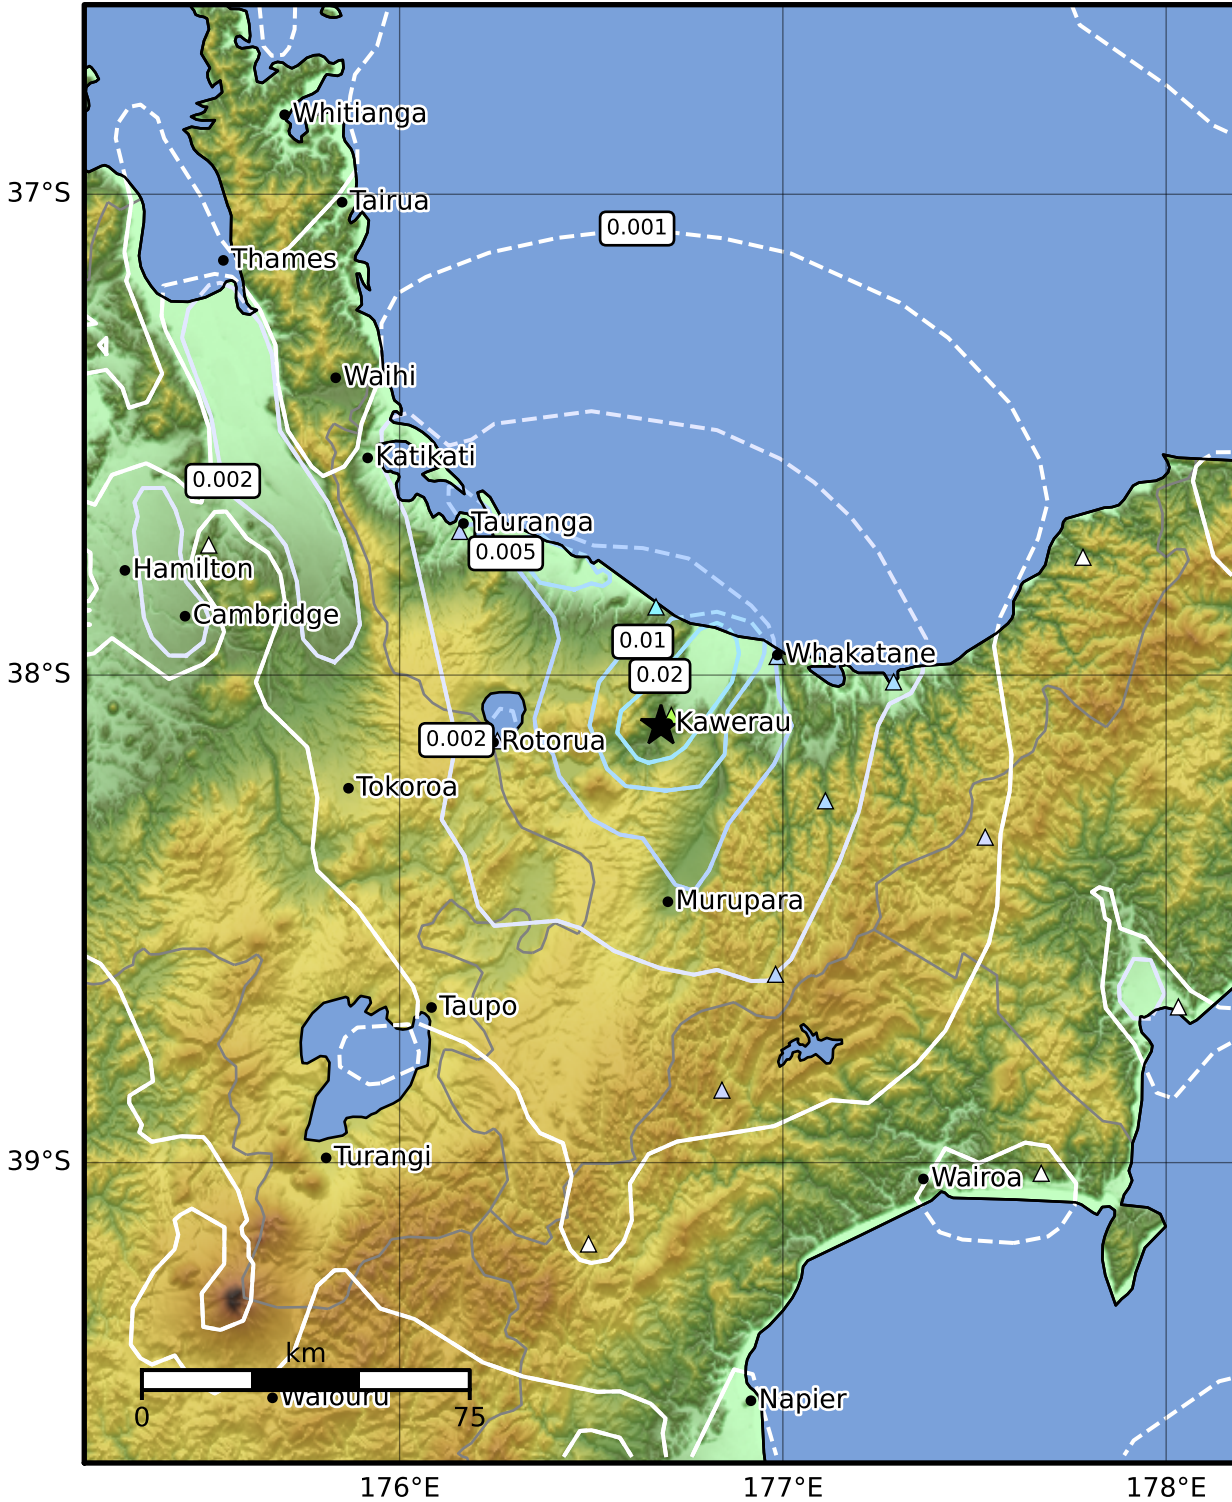 Whitianga
37°S
Tairua
0.001
Thames
Waihi
Katikati
0.002
Tauranga
0.005
Hamilton
Cambridge
0.01
Whakatane
38°S
0.02
Kawerau
0.002
Rotorua
Tokoroa
Murupara
Taupo
Turangi
39°S
Wairoa
km
Waiouru
Napier
0
75
176°E
177°E
178°E